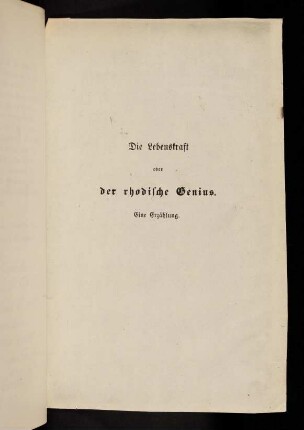 Die Lebenskraft
oder
der rhodische Genius.
Eine Erzählung.